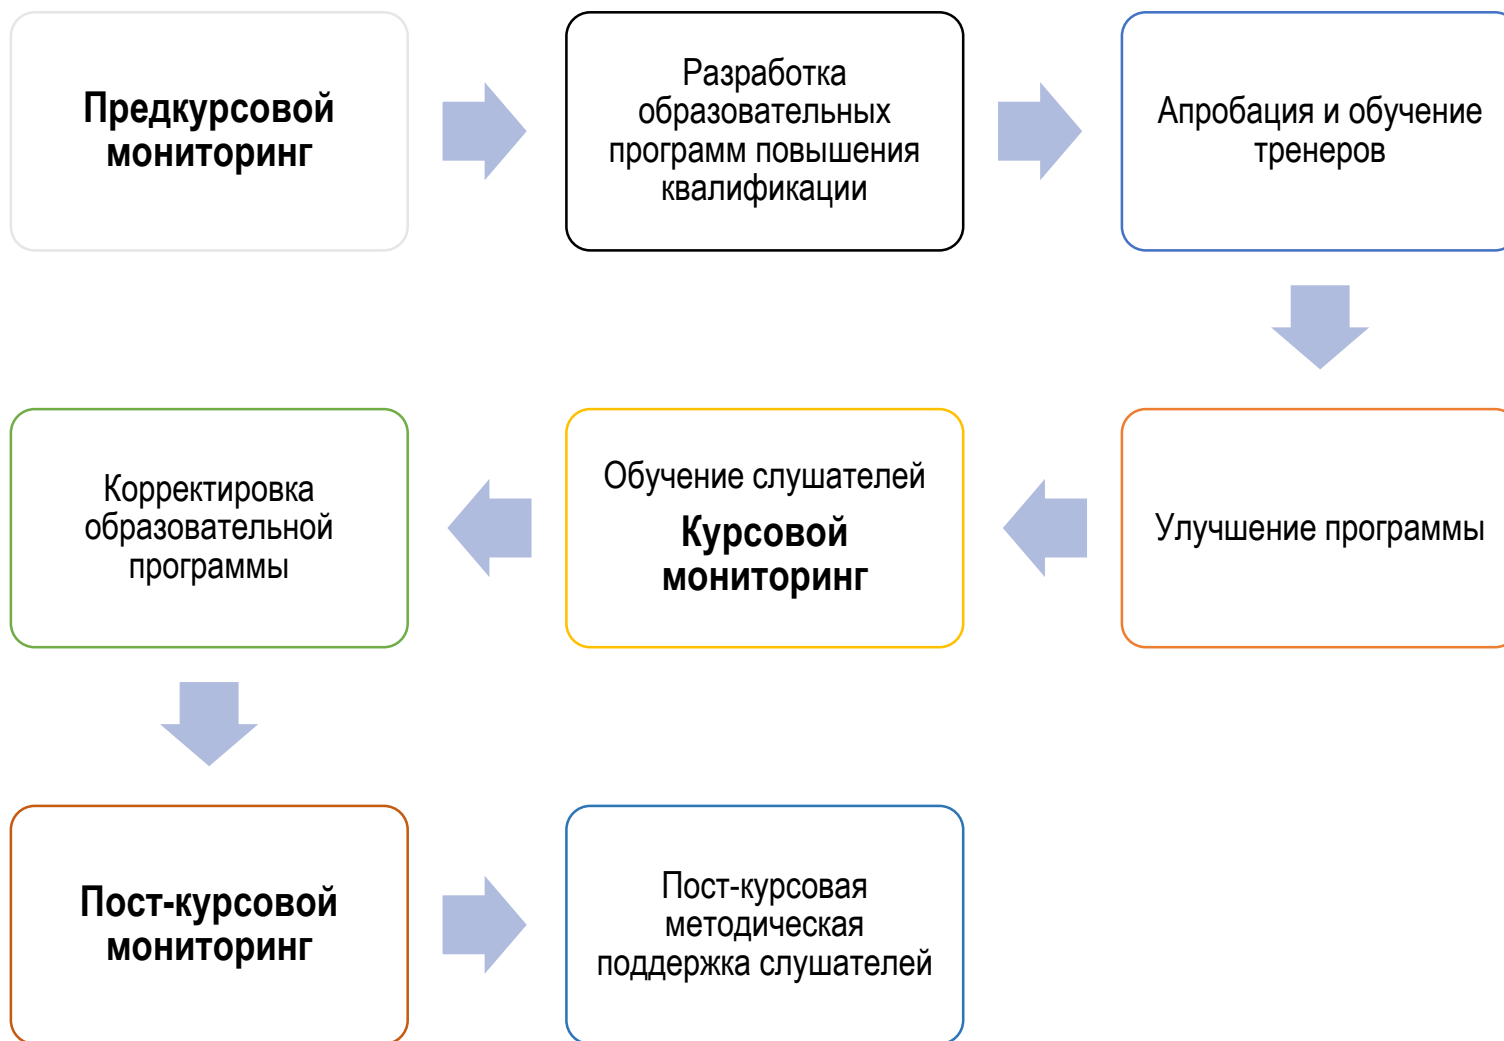 Предкурсовой
мониторинг
Разработка
образовательных
программ повышения
квалификации
Апробация и обучение
тренеров
Улучшение программы
Обучение слушателей
Курсовой
мониторинг
Корректировка
образовательной
программы
Пост-курсовой
мониторинг
Пост-курсовая
методическая
поддержка слушателей